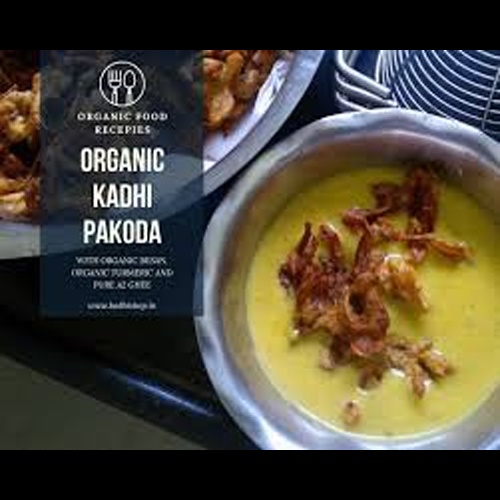 ORGANIC FOOD
RECEPIES
ORGANIC
KADHI
PAKODA
WITH ORGANIC BESAN,
ORGANIC TURMERIC AND
PURE A2 GHEE